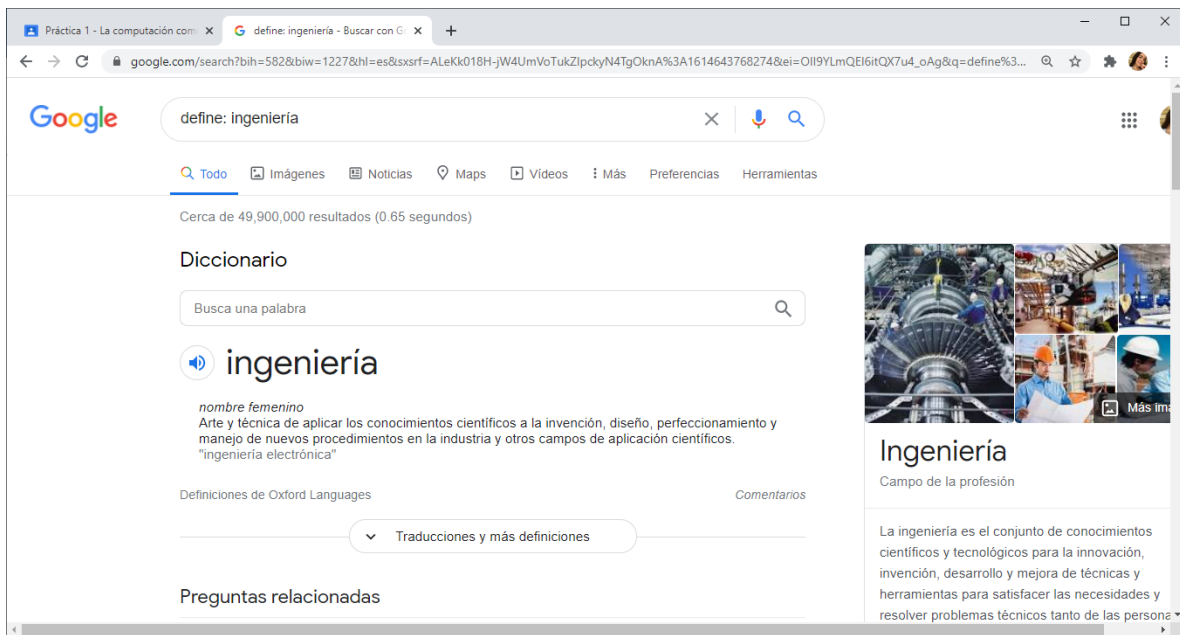 Práctica 1 - La computación com
define: ingeniería - Buscar con G
google.com/search?bih=582&biw=1227&hl=es&sxsrf=ALeKk018H-jW4UmVoTukZlpckyN4TgOknA%3A1614643768274&ei=OII9YLmQEI6itQX7u4_oAg&q=define%3...
Google
define: ingeniería
Todo Imágenes Noticias Maps Vídeos Más Preferencias Herramientas
Cerca de 49,900,000 resultados (0.65 segundos)
Diccionario
Busca una palabra
ingeniería
nombre femenino
Arte y técnica de aplicar los conocimientos científicos a la invención, diseño, perfeccionamiento y
manejo de nuevos procedimientos en la industria y otros campos de aplicación científicos.
"ingeniería electrónica"
Definiciones de Oxford Languages
Comentarios
Traducciones y más definiciones
Preguntas relacionadas
Más imá
Ingeniería
Campo de la profesión
La ingeniería es el conjunto de conocimientos
científicos y tecnológicos para la innovación,
invención, desarrollo y mejora de técnicas y
herramientas para satisfacer las necesidades y
resolver problemas técnicos tanto de las persona